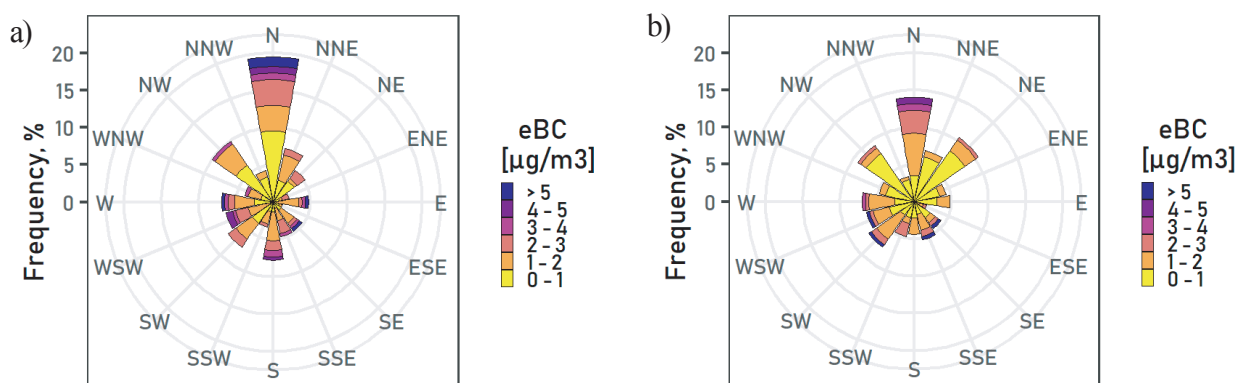 a)
Frequency, %
20
15
10
5
0
N
NNE
NE
ENE
E
ESE
SE
SSE
S
SSW
SW
WSW
W
WNW
NW
NNW
eBC
[µg/m3]
> 5
4 - 5
3 - 4
2 - 3
1 - 2
0 - 1
b)
Frequency, %
20
15
10
5
0
N
NNE
NE
ENE
E
ESE
SE
SSE
S
SSW
SW
WSW
W
WNW
NW
NNW
eBC
[µg/m3]
> 5
4 - 5
3 - 4
2 - 3
1 - 2
0 - 1